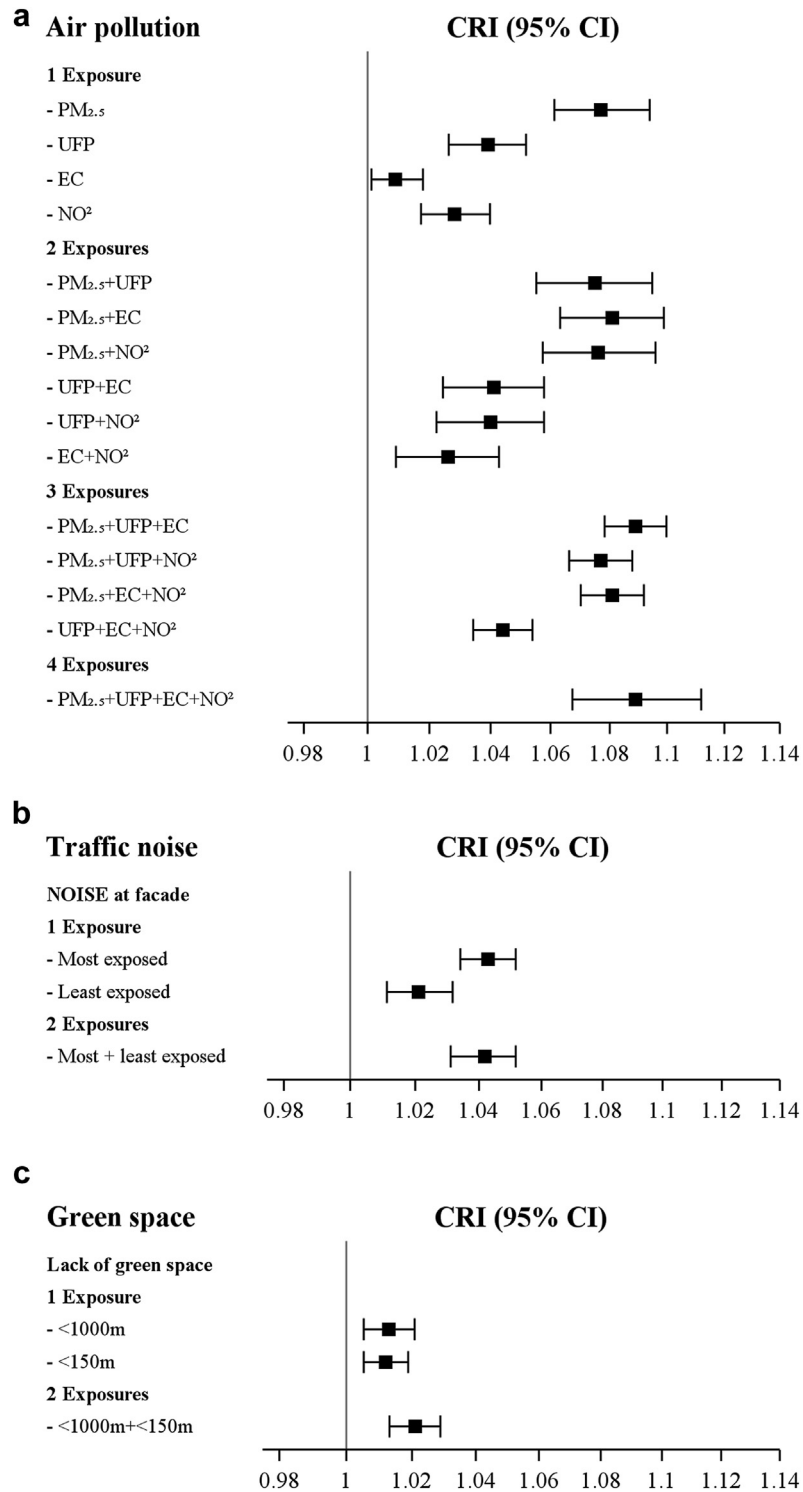 a
Air pollution CRI (95% CI)
1 Exposure
- PM₂.₅
- UFP
- EC
- NO²
2 Exposures
- PM₂.₅+UFP
- PM₂.₅+EC
- PM₂.₅+NO²
- UFP+EC
- UFP+NO²
- EC+NO²
3 Exposures
- PM₂.₅+UFP+EC
- PM₂.₅+UFP+NO²
- PM₂.₅+EC+NO²
- UFP+EC+NO²
4 Exposures
- PM₂.₅+UFP+EC+NO²
0.98 1 1.02 1.04 1.06 1.08 1.1 1.12 1.14
b
Traffic noise CRI (95% CI)
NOISE at facade
1 Exposure
- Most exposed
- Least exposed
2 Exposures
- Most + least exposed
0.98 1 1.02 1.04 1.06 1.08 1.1 1.12 1.14
c
Green space CRI (95% CI)
Lack of green space
1 Exposure
- <1000m
- <150m
2 Exposures
- <1000m+<150m
0.98 1 1.02 1.04 1.06 1.08 1.1 1.12 1.14